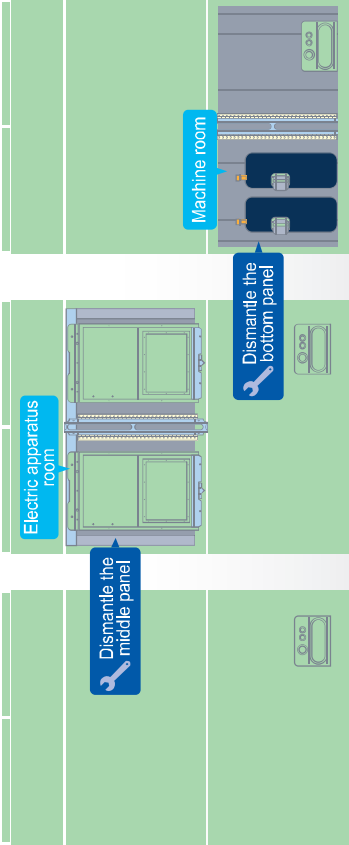 Machine room
Dismantle the
bottom panel
Electric apparatus
room
Dismantle the
middle panel